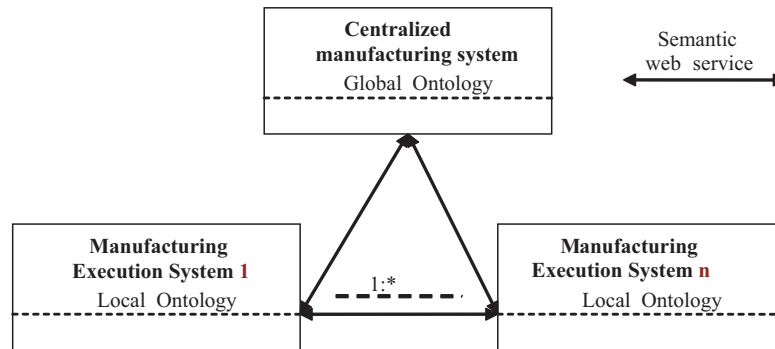 Centralized
manufacturing system
Global Ontology
Semantic
web service
Manufacturing
Execution System 1
Local Ontology
1:*
Manufacturing
Execution System n
Local Ontology